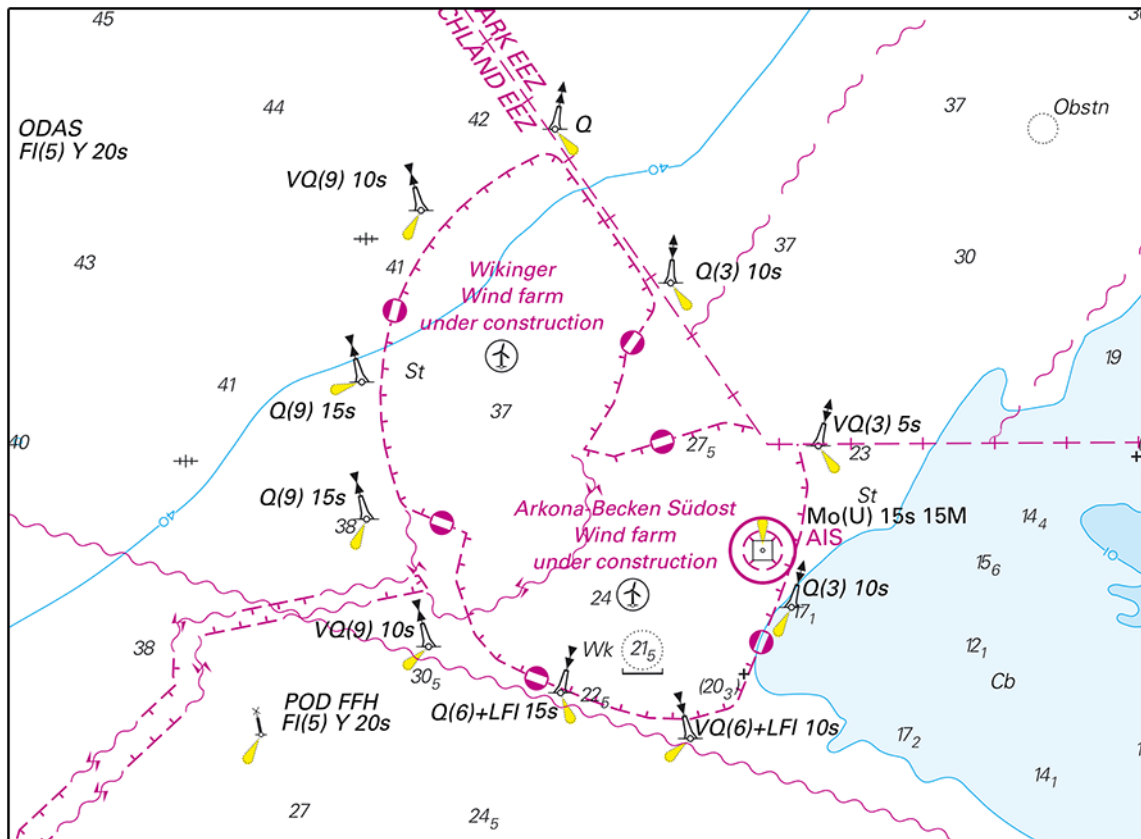 45
30
ARK EEZ
CHLAND EEZ
44
42
Q
37
Obstn
ODAS
Fl(5) Y 20s
VQ(9) 10s
40
43
41
Wikinger
Wind farm
under construction
37
Q(3) 10s
30
19
41
St
Q(9) 15s
37
VQ(3) 5s
40
27₅
23
Q(9) 15s
38
Arkona-Becken Südost
Wind farm
under construction
St
Mo(U) 15s 15M
AIS
14₄
10
40
15₆
24
Q(3) 10s
17₁
38
VQ(9) 10s
30₅
Wk
21₅
12₁
(20₃)
Cb
POD FFH
Fl(5) Y 20s
Q(6)+LFl 15s
22₅
VQ(6)+LFl 10s
17₂
27
24₅
14₁